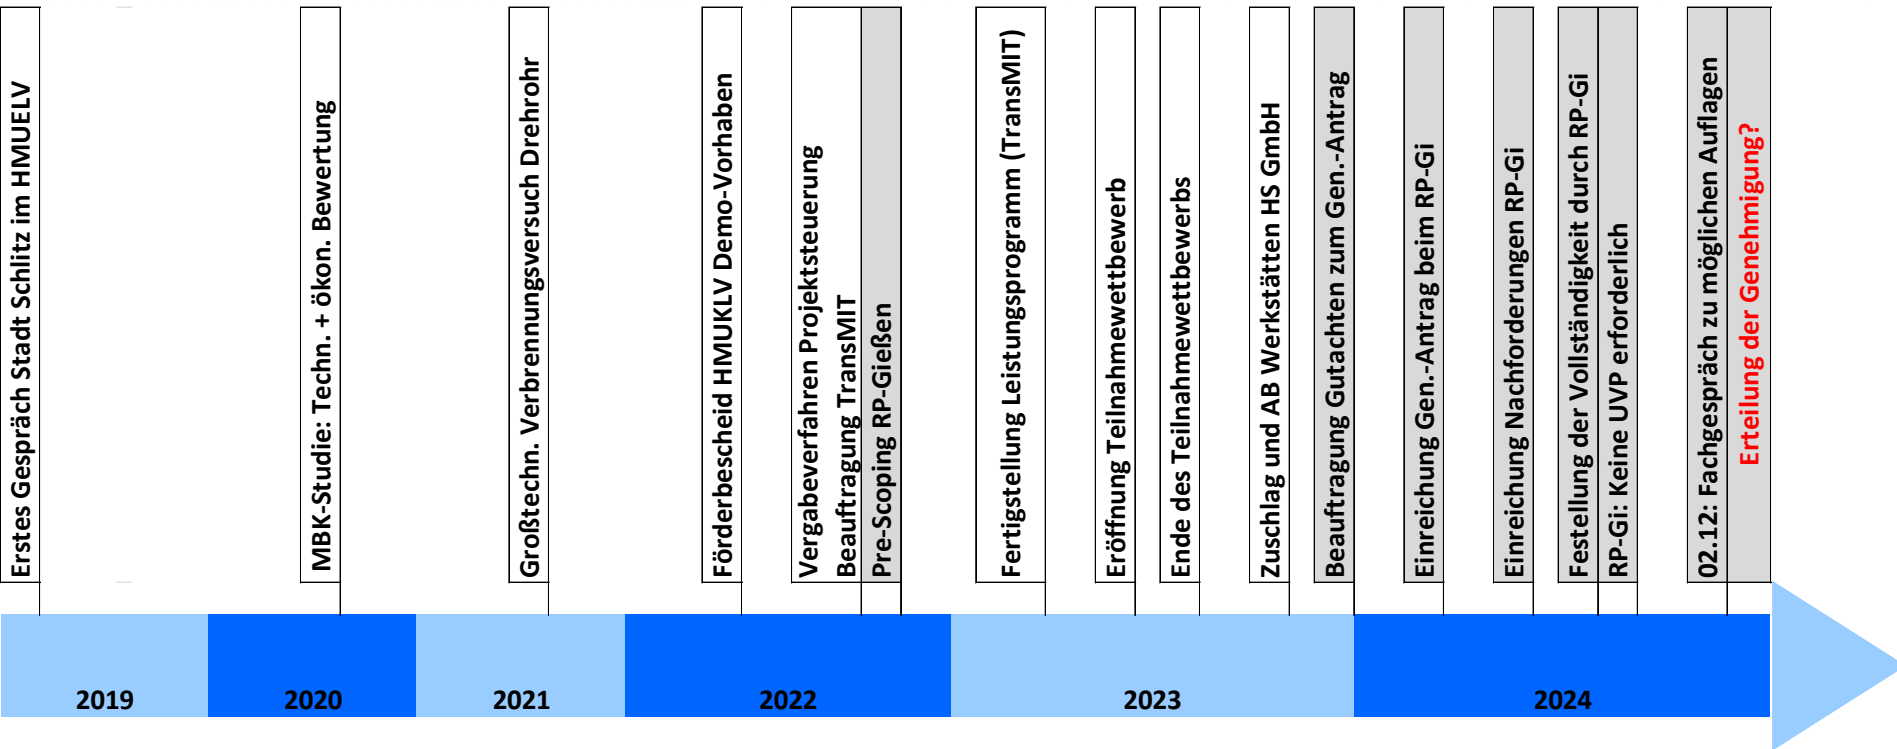 Erstes Gespräch Stadt Schlitz im HMUELV
MBK-Studie: Techn. + ökon. Bewertung
Großtechn. Verbrennungsversuch Drehrohr
Förderbescheid HMUKLV Demo-Vorhaben
Vergabeverfahren Projektsteuerung
Beauftragung TransMIT
Pre-Scoping RP-Gießen
Fertigstellung Leistungsprogramm (TransMIT)
Eröffnung Teilnahmewettbewerb
Ende des Teilnahmewettbewerbs
Zuschlag und AB Werkstätten HS GmbH
Beauftragung Gutachten zum Gen.-Antrag
Einreichung Gen.-Antrag beim RP-Gi
Einreichung Nachforderungen RP-Gi
Festellung der Vollständigkeit durch RP-Gi
RP-Gi: Keine UVP erforderlich
02.12: Fachgespräch zu möglichen Auflagen
Erteilung der Genehmigung?
2019
2020
2021
2022
2023
2024